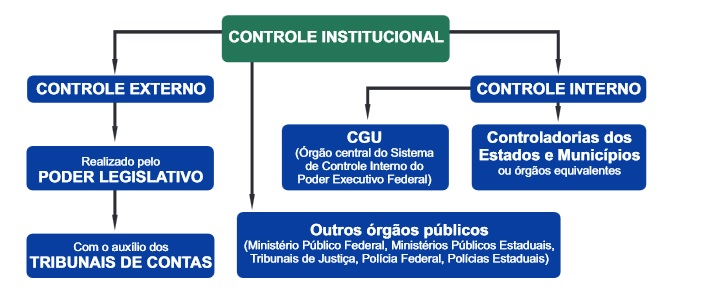 CONTROLE INSTITUCIONAL
CONTROLE EXTERNO
Realizado pelo
PODER LEGISLATIVO
Com o auxílio dos
TRIBUNAIS DE CONTAS
CONTROLE INTERNO
CGU
(Órgão central do Sistema
de Controle Interno do
Poder Executivo Federal)
Controladorias dos
Estados e Municípios
ou órgãos equivalentes
Outros órgãos públicos
(Ministério Público Federal, Ministérios Públicos Estaduais,
Tribunais de Justiça, Polícia Federal, Polícias Estaduais)